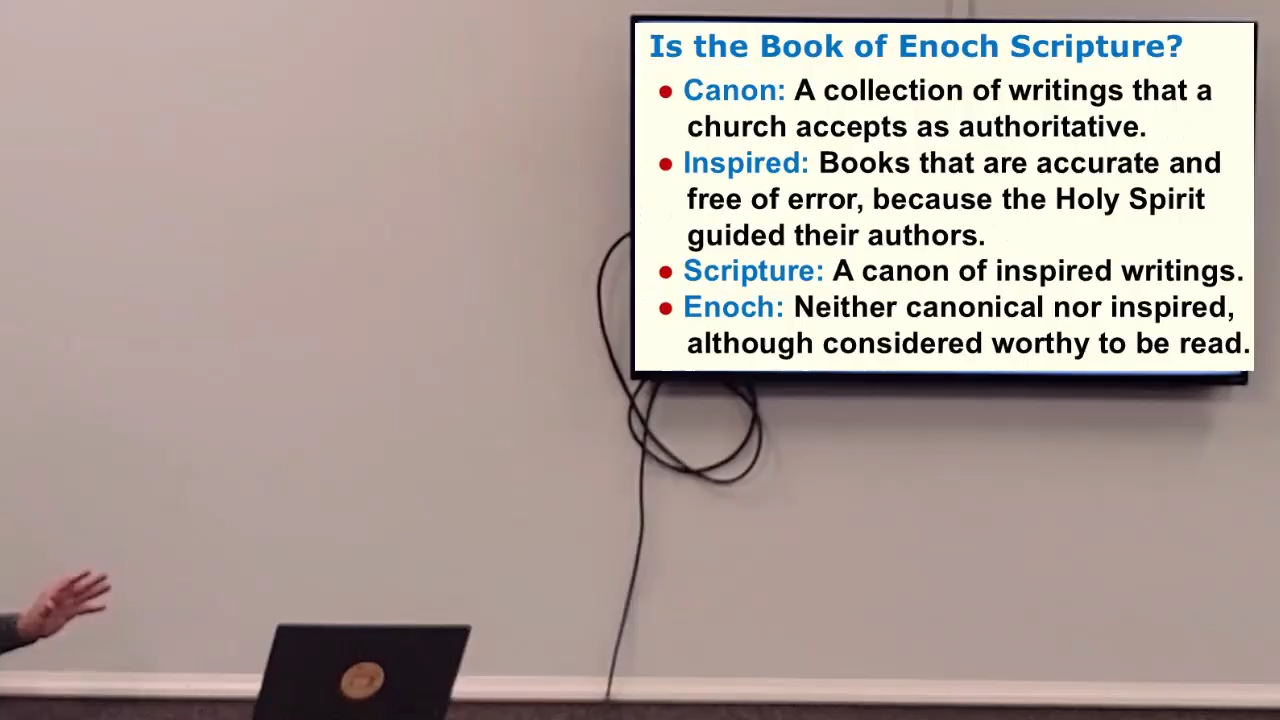 Is the Book of Enoch Scripture?
• Canon: A collection of writings that a
church accepts as authoritative.
• Inspired: Books that are accurate and
free of error, because the Holy Spirit
guided their authors.
• Scripture: A canon of inspired writings.
• Enoch: Neither canonical nor inspired,
although considered worthy to be read.